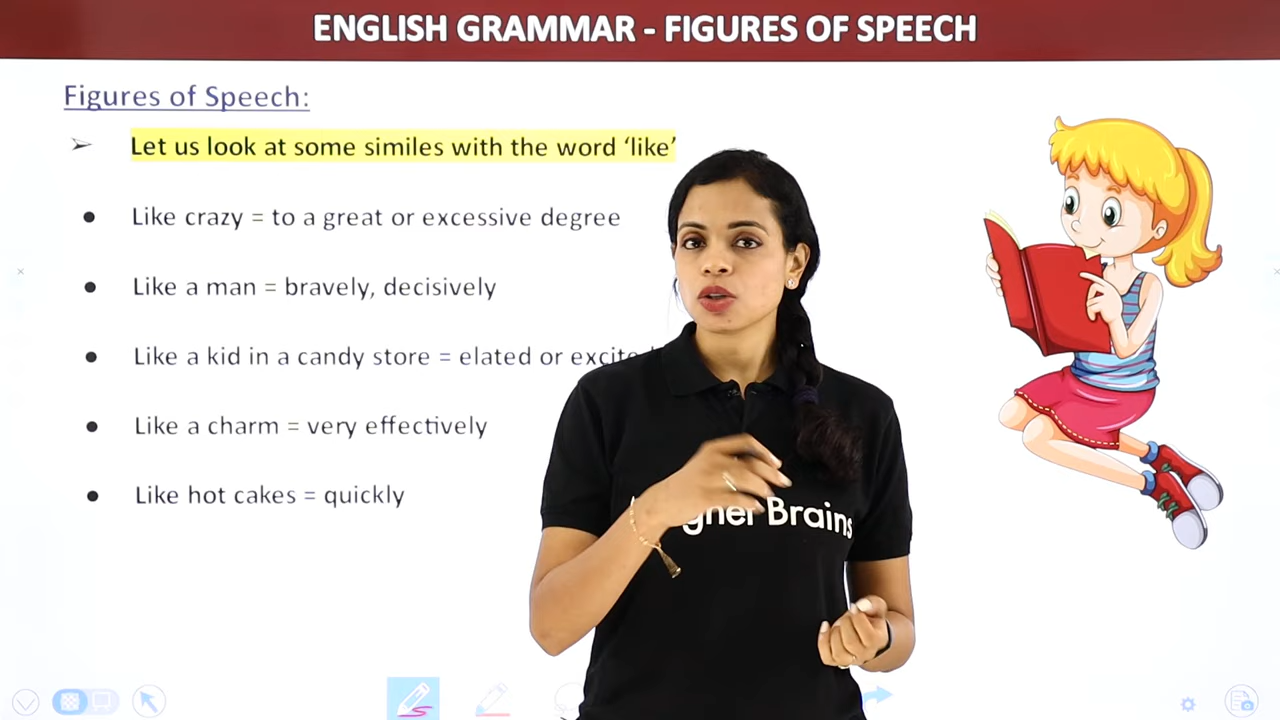 ENGLISH GRAMMAR - FIGURES OF SPEECH
Figures of Speech:
➢ Let us look at some similes with the word ‘like’
● Like crazy = to a great or excessive degree
● Like a man = bravely, decisively
● Like a kid in a candy store = elated or
● Like a charm = very effectively
● Like hot cakes = quickly
Brains